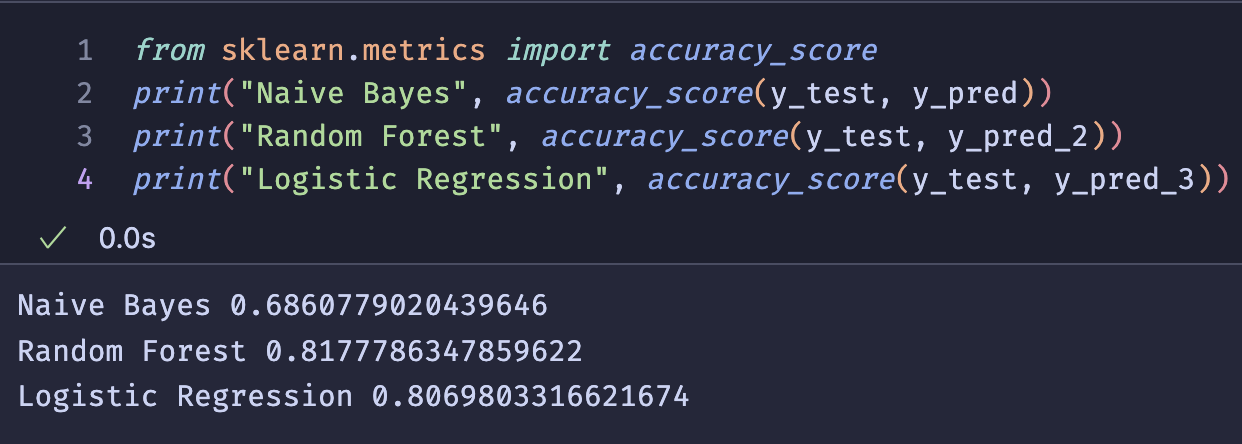 1 from sklearn.metrics import accuracy_score
2 print("Naive Bayes", accuracy_score(y_test, y_pred))
3 print("Random Forest", accuracy_score(y_test, y_pred_2))
4 print("Logistic Regression", accuracy_score(y_test, y_pred_3))
✓ 0.0s
Naive Bayes 0.6860779020439646
Random Forest 0.8177786347859622
Logistic Regression 0.8069803316621674